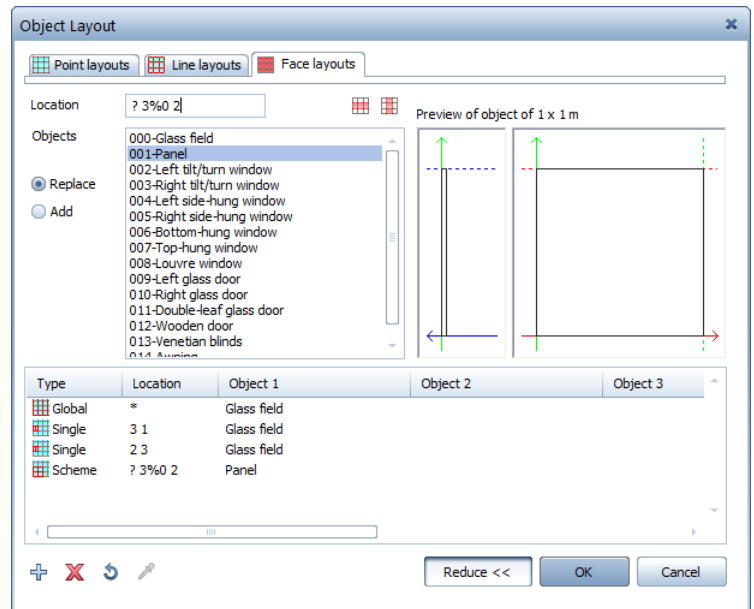 Object Layout
Point layouts Line layouts Face layouts
Location ? 3%0 2
Preview of object of 1 x 1 m
Objects
000-Glass field
001-Panel
002-Left tilt/turn window
Replace
003-Right tilt/turn window
004-Left side-hung window
Add
005-Right side-hung window
006-Bottom-hung window
007-Top-hung window
008-Louvre window
009-Left glass door
010-Right glass door
011-Double-leaf glass door
012-Wooden door
013-Venetian blinds
014-Awning
Type Location Object 1 Object 2 Object 3
Global * Glass field
Single 3 1 Glass field
Single 2 3 Glass field
Scheme ? 3%0 2 Panel
Reduce << OK Cancel